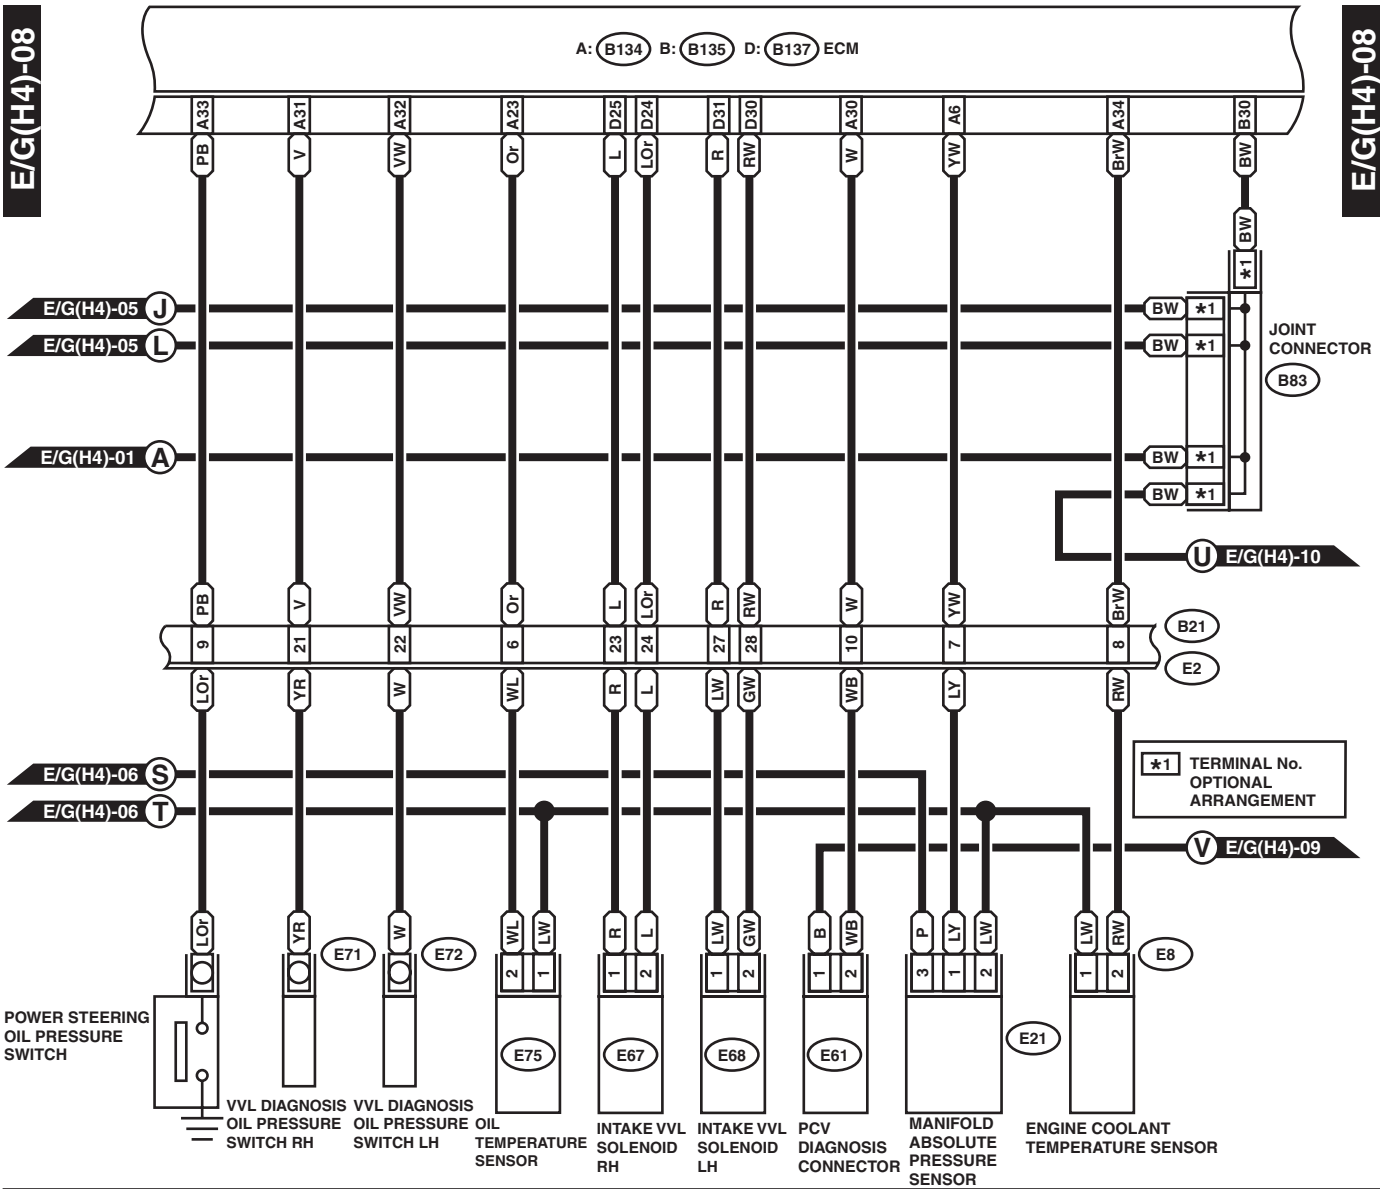 E/G(H4)-08
E/G(H4)-08
A: B134 B: B135 D: B137 ECM
A33 A31 A32 A23 D25 D24 D31 D30 A30 A6 A34 B30
PB V VW Or L LOr R RW W YW BrW BW
BW
*1
E/G(H4)-05 J BW *1
E/G(H4)-05 L BW *1
JOINT
CONNECTOR
B83
E/G(H4)-01 A BW *1
BW *1
U E/G(H4)-10
PB V VW Or L LOr R RW W YW BrW
B21
9 21 22 6 23 24 27 28 10 7 8
E2
LOr YR W WL R L LW GW WB LY RW
E/G(H4)-06 S
E/G(H4)-06 T
*1 TERMINAL No.
OPTIONAL
ARRANGEMENT
V E/G(H4)-09
LOr YR W WL LW R L LW GW B WB P LY LW LW RW
E71 E72 E8
2 1 1 2 1 2 1 2 3 1 2 1 2
POWER STEERING
OIL PRESSURE
SWITCH
E75 E67 E68 E61 E21
VVL DIAGNOSIS
OIL PRESSURE
SWITCH RH
VVL DIAGNOSIS
OIL PRESSURE
SWITCH LH
OIL
TEMPERATURE
SENSOR
INTAKE VVL
SOLENOID
RH
INTAKE VVL
SOLENOID
LH
PCV
DIAGNOSIS
CONNECTOR
MANIFOLD
ABSOLUTE
PRESSURE
SENSOR
ENGINE COOLANT
TEMPERATURE SENSOR